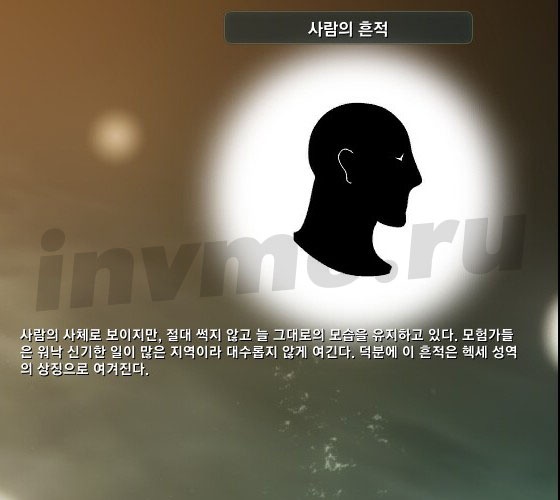 사람의 흔적
invmo.ru
사람의 사체로 보이지만, 절대 썩지 않고 늘 그대로의 모습을 유지하고 있다. 모험가들
은 워낙 신기한 일이 많은 지역이라 대수롭지 않게 여긴다. 덕분에 이 흔적은 헥세 성역
의 상징으로 여겨진다.